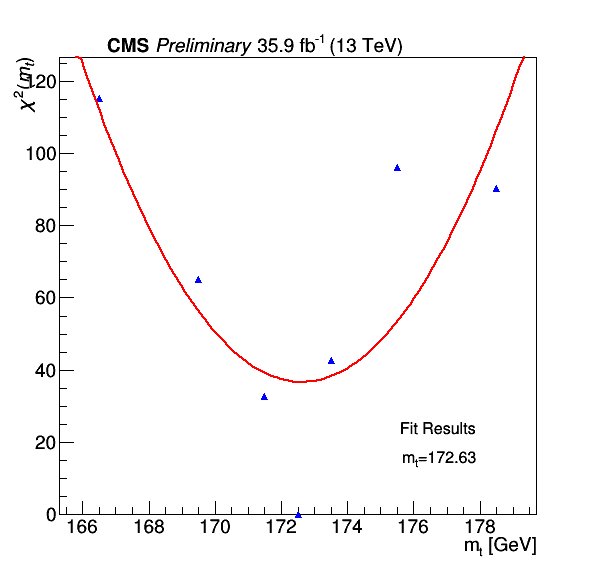 CMS Preliminary 35.9 fb⁻¹ (13 TeV)
χ²(mₜ)
120
100
80
60
40
20
0
166 168 170 172 174 176 178
mₜ [GeV]
Fit Results
mₜ=172.63